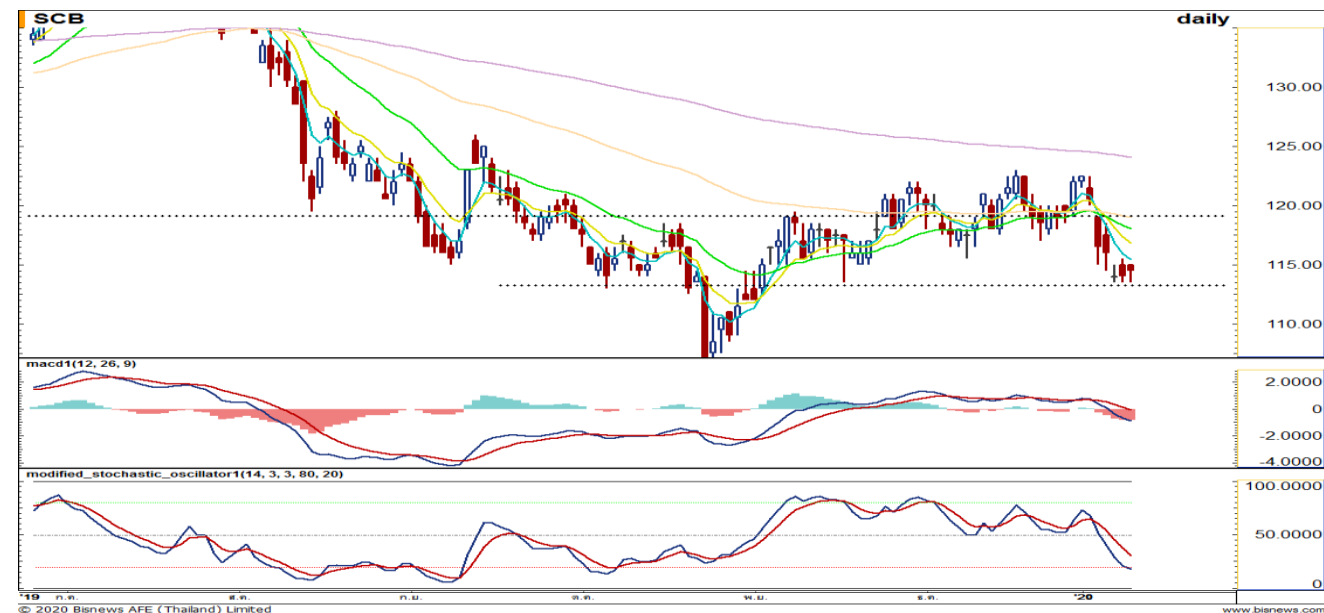 SCB daily
130.00
125.00
120.00
115.00
110.00
macd1(12, 26, 9)
2.0000
0
-2.0000
-4.0000
modified_stochastic_oscillator1(14, 3, 3, 80, 20)
100.0000
50.0000
0
'19 ก.ค. ส.ค. ก.ย. ต.ค. พ.ย. ธ.ค. '20
© 2020 Bisnews AFE (Thailand) Limited www.bisnews.com